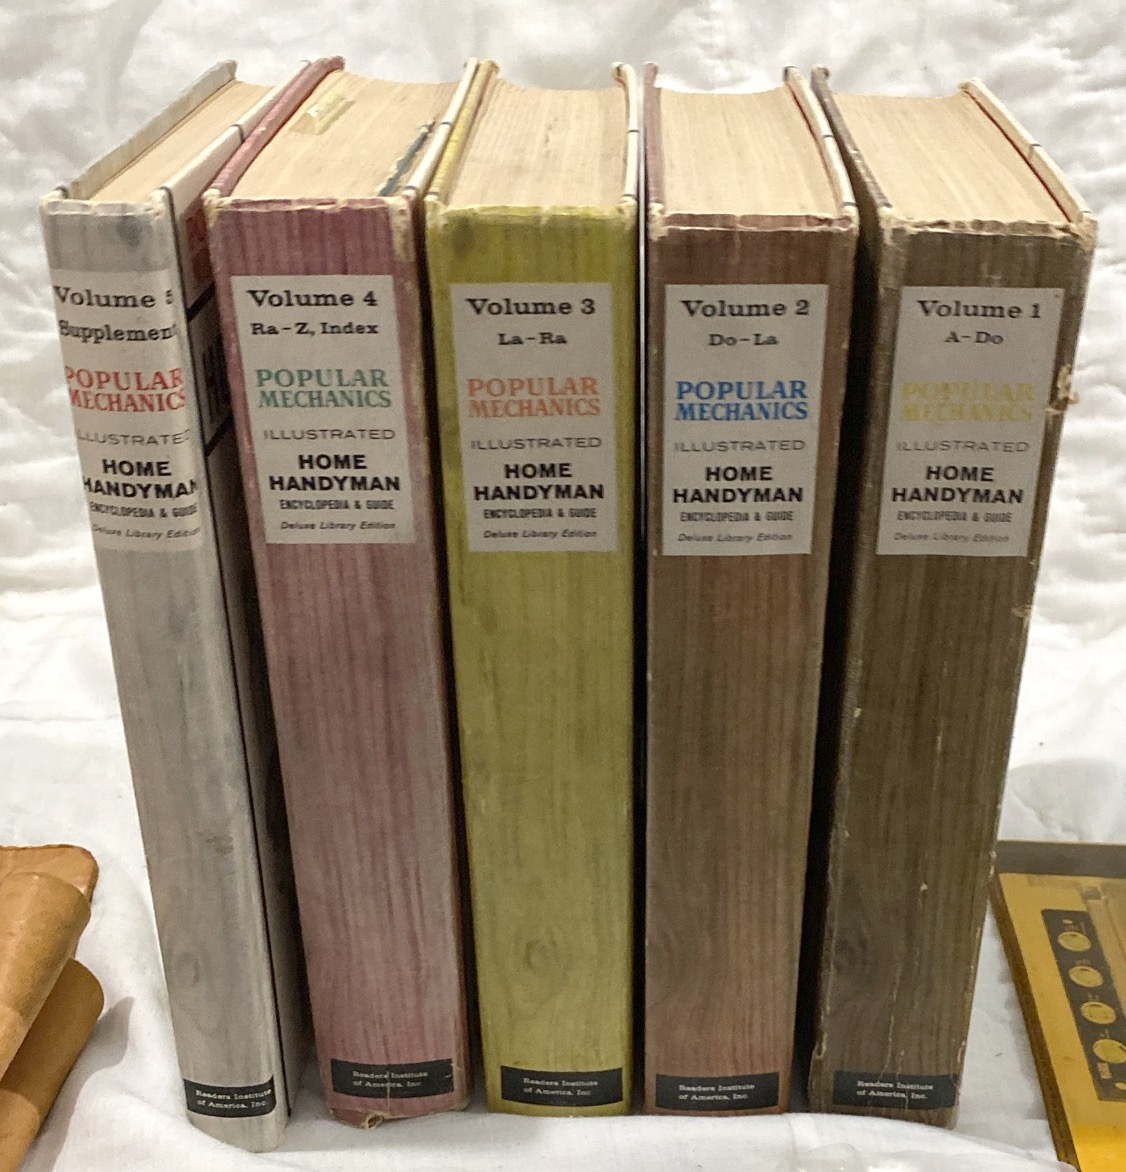 Volume 5
Supplement
POPULAR
MECHANICS
ILLUSTRATED
HOME
HANDYMAN
ENCYCLOPEDIA & GUIDE
Deluxe Library Edition
Readers Institute
of America, Inc.
Volume 4
Ra-Z, Index
POPULAR
MECHANICS
ILLUSTRATED
HOME
HANDYMAN
ENCYCLOPEDIA & GUIDE
Deluxe Library Edition
Readers Institute
of America, Inc.
Volume 3
La-Ra
POPULAR
MECHANICS
ILLUSTRATED
HOME
HANDYMAN
ENCYCLOPEDIA & GUIDE
Deluxe Library Edition
Readers Institute
of America, Inc.
Volume 2
Do-La
POPULAR
MECHANICS
ILLUSTRATED
HOME
HANDYMAN
ENCYCLOPEDIA & GUIDE
Deluxe Library Edition
Readers Institute
of America, Inc.
Volume 1
A-Do
POPULAR
MECHANICS
ILLUSTRATED
HOME
HANDYMAN
ENCYCLOPEDIA & GUIDE
Deluxe Library Edition
Readers Institute
of America, Inc.